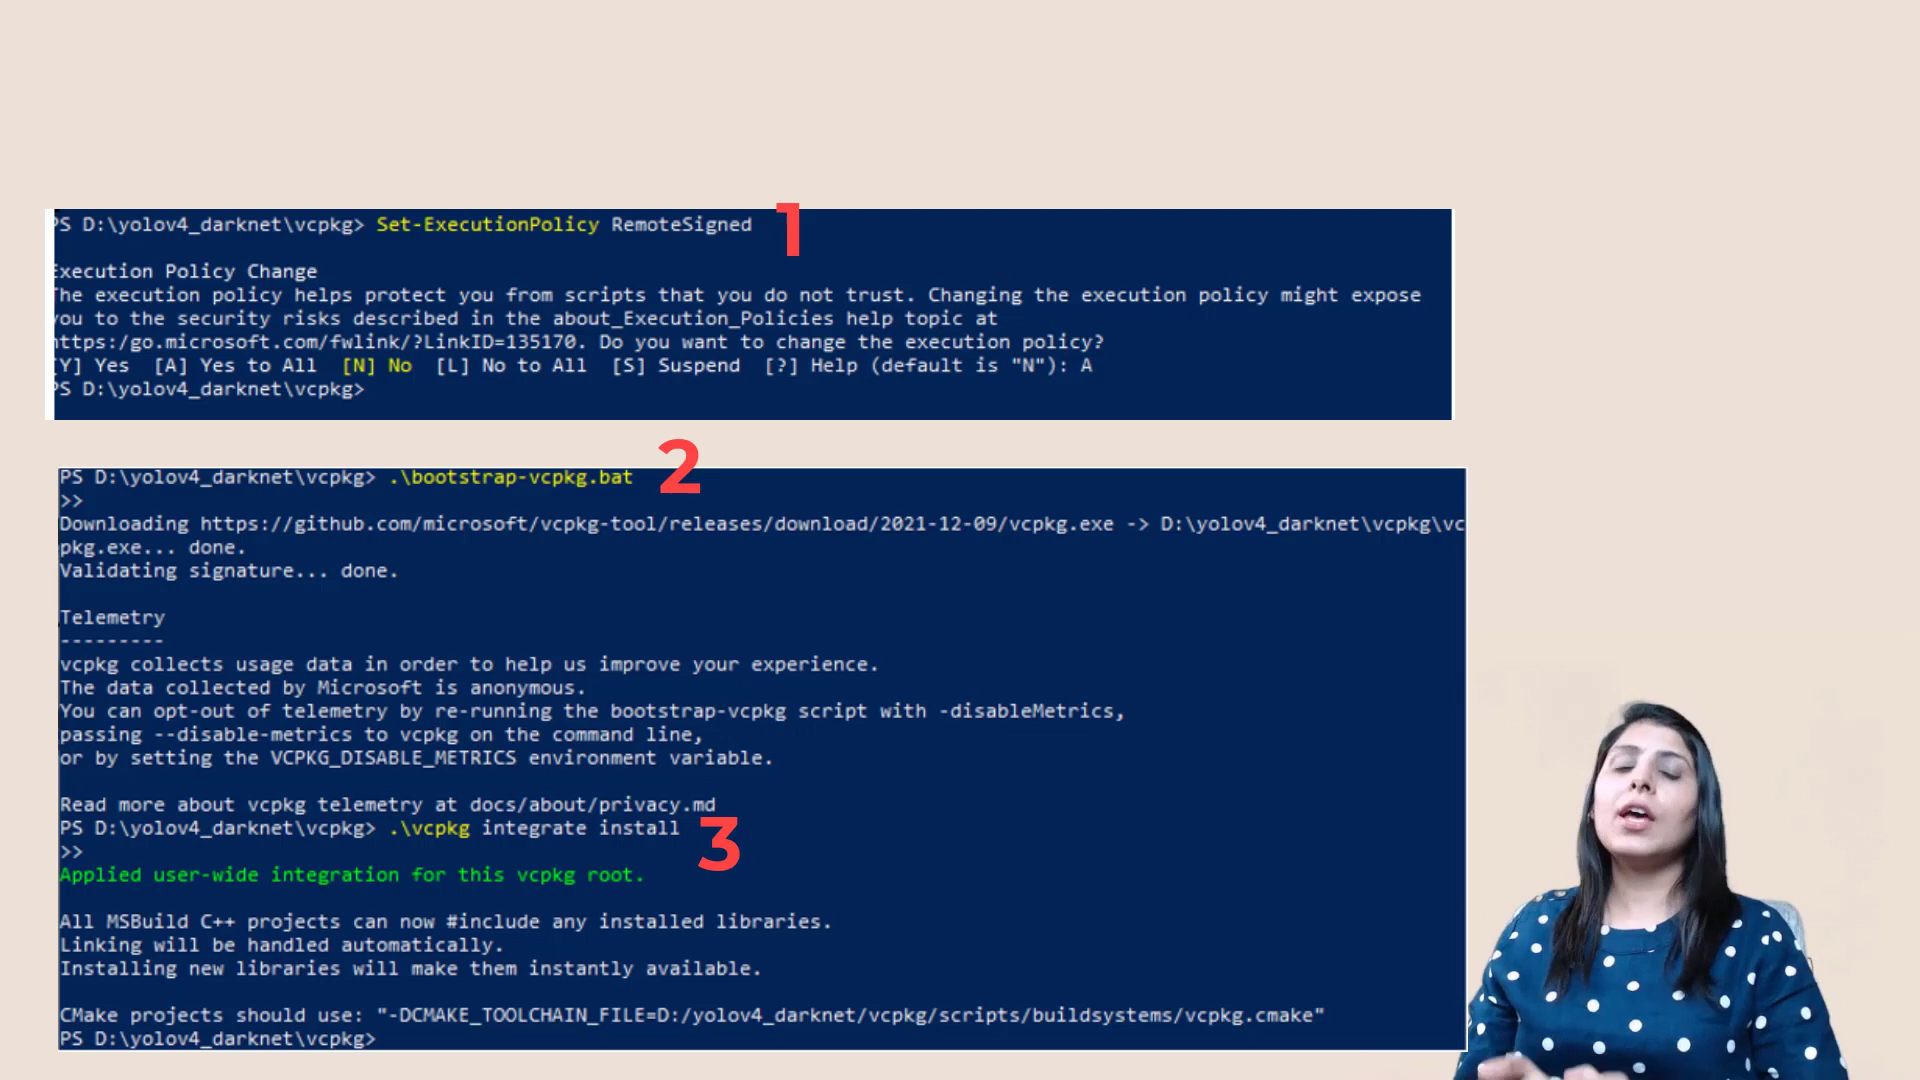 PS D:\yolov4_darknet\vcpkg> Set-ExecutionPolicy RemoteSigned 1
Execution Policy Change
The execution policy helps protect you from scripts that you do not trust. Changing the execution policy might expose
you to the security risks described in the about_Execution_Policies help topic at
https:/go.microsoft.com/fwlink/?LinkID=135170. Do you want to change the execution policy?
[Y] Yes  [A] Yes to All  [N] No  [L] No to All  [S] Suspend  [?] Help (default is "N"): A
PS D:\yolov4_darknet\vcpkg>
PS D:\yolov4_darknet\vcpkg> .\bootstrap-vcpkg.bat 2
>>
Downloading https://github.com/microsoft/vcpkg-tool/releases/download/2021-12-09/vcpkg.exe -> D:\yolov4_darknet\vcpkg\vc
pkg.exe... done.
Validating signature... done.
Telemetry
---------
vcpkg collects usage data in order to help us improve your experience.
The data collected by Microsoft is anonymous.
You can opt-out of telemetry by re-running the bootstrap-vcpkg script with -disableMetrics,
passing --disable-metrics to vcpkg on the command line,
or by setting the VCPKG_DISABLE_METRICS environment variable.
Read more about vcpkg telemetry at docs/about/privacy.md
PS D:\yolov4_darknet\vcpkg> .\vcpkg integrate install 3
>>
Applied user-wide integration for this vcpkg root.
All MSBuild C++ projects can now #include any installed libraries.
Linking will be handled automatically.
Installing new libraries will make them instantly available.
CMake projects should use: "-DCMAKE_TOOLCHAIN_FILE=D:/yolov4_darknet/vcpkg/scripts/buildsystems/vcpkg.cmake"
PS D:\yolov4_darknet\vcpkg>